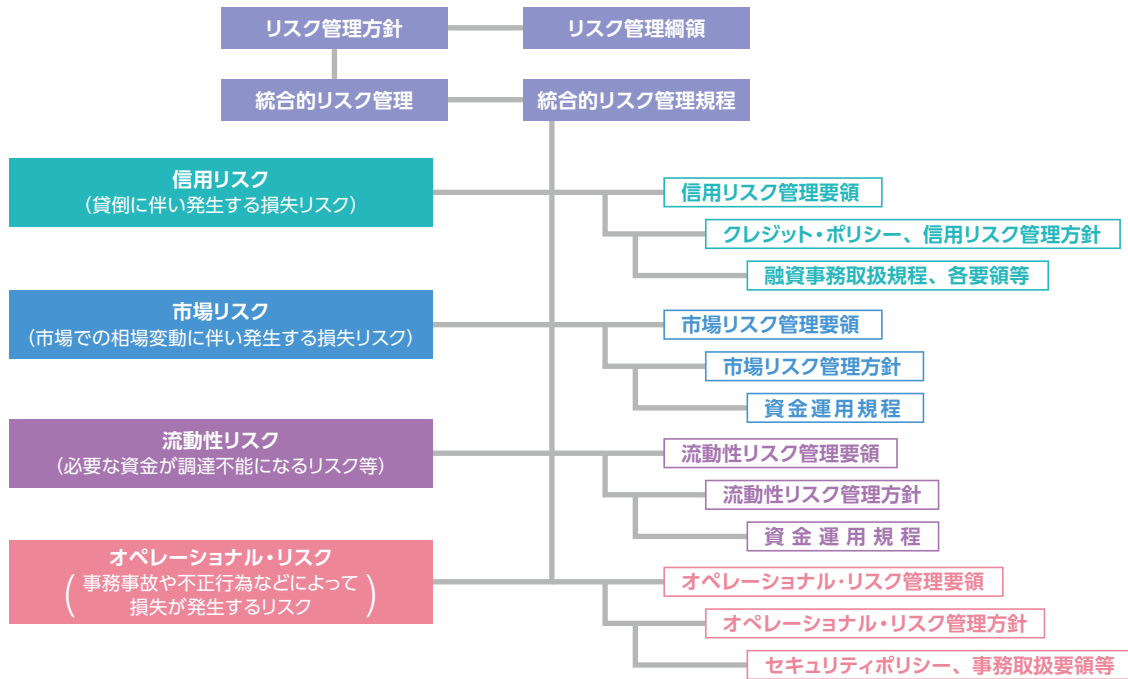 リスク管理方針
リスク管理綱領
統合的リスク管理
統合的リスク管理規程
信用リスク
(貸倒に伴い発生する損失リスク)
信用リスク管理要領
クレジット・ポリシー、信用リスク管理方針
融資事務取扱規程、各要領等
市場リスク
(市場での相場変動に伴い発生する損失リスク)
市場リスク管理要領
市場リスク管理方針
資金運用規程
流動性リスク
(必要な資金が調達不能になるリスク等)
流動性リスク管理要領
流動性リスク管理方針
資金運用規程
オペレーショナル・リスク
(事務事故や不正行為などによって
損失が発生するリスク)
オペレーショナル・リスク管理要領
オペレーショナル・リスク管理方針
セキュリティポリシー、事務取扱要領等